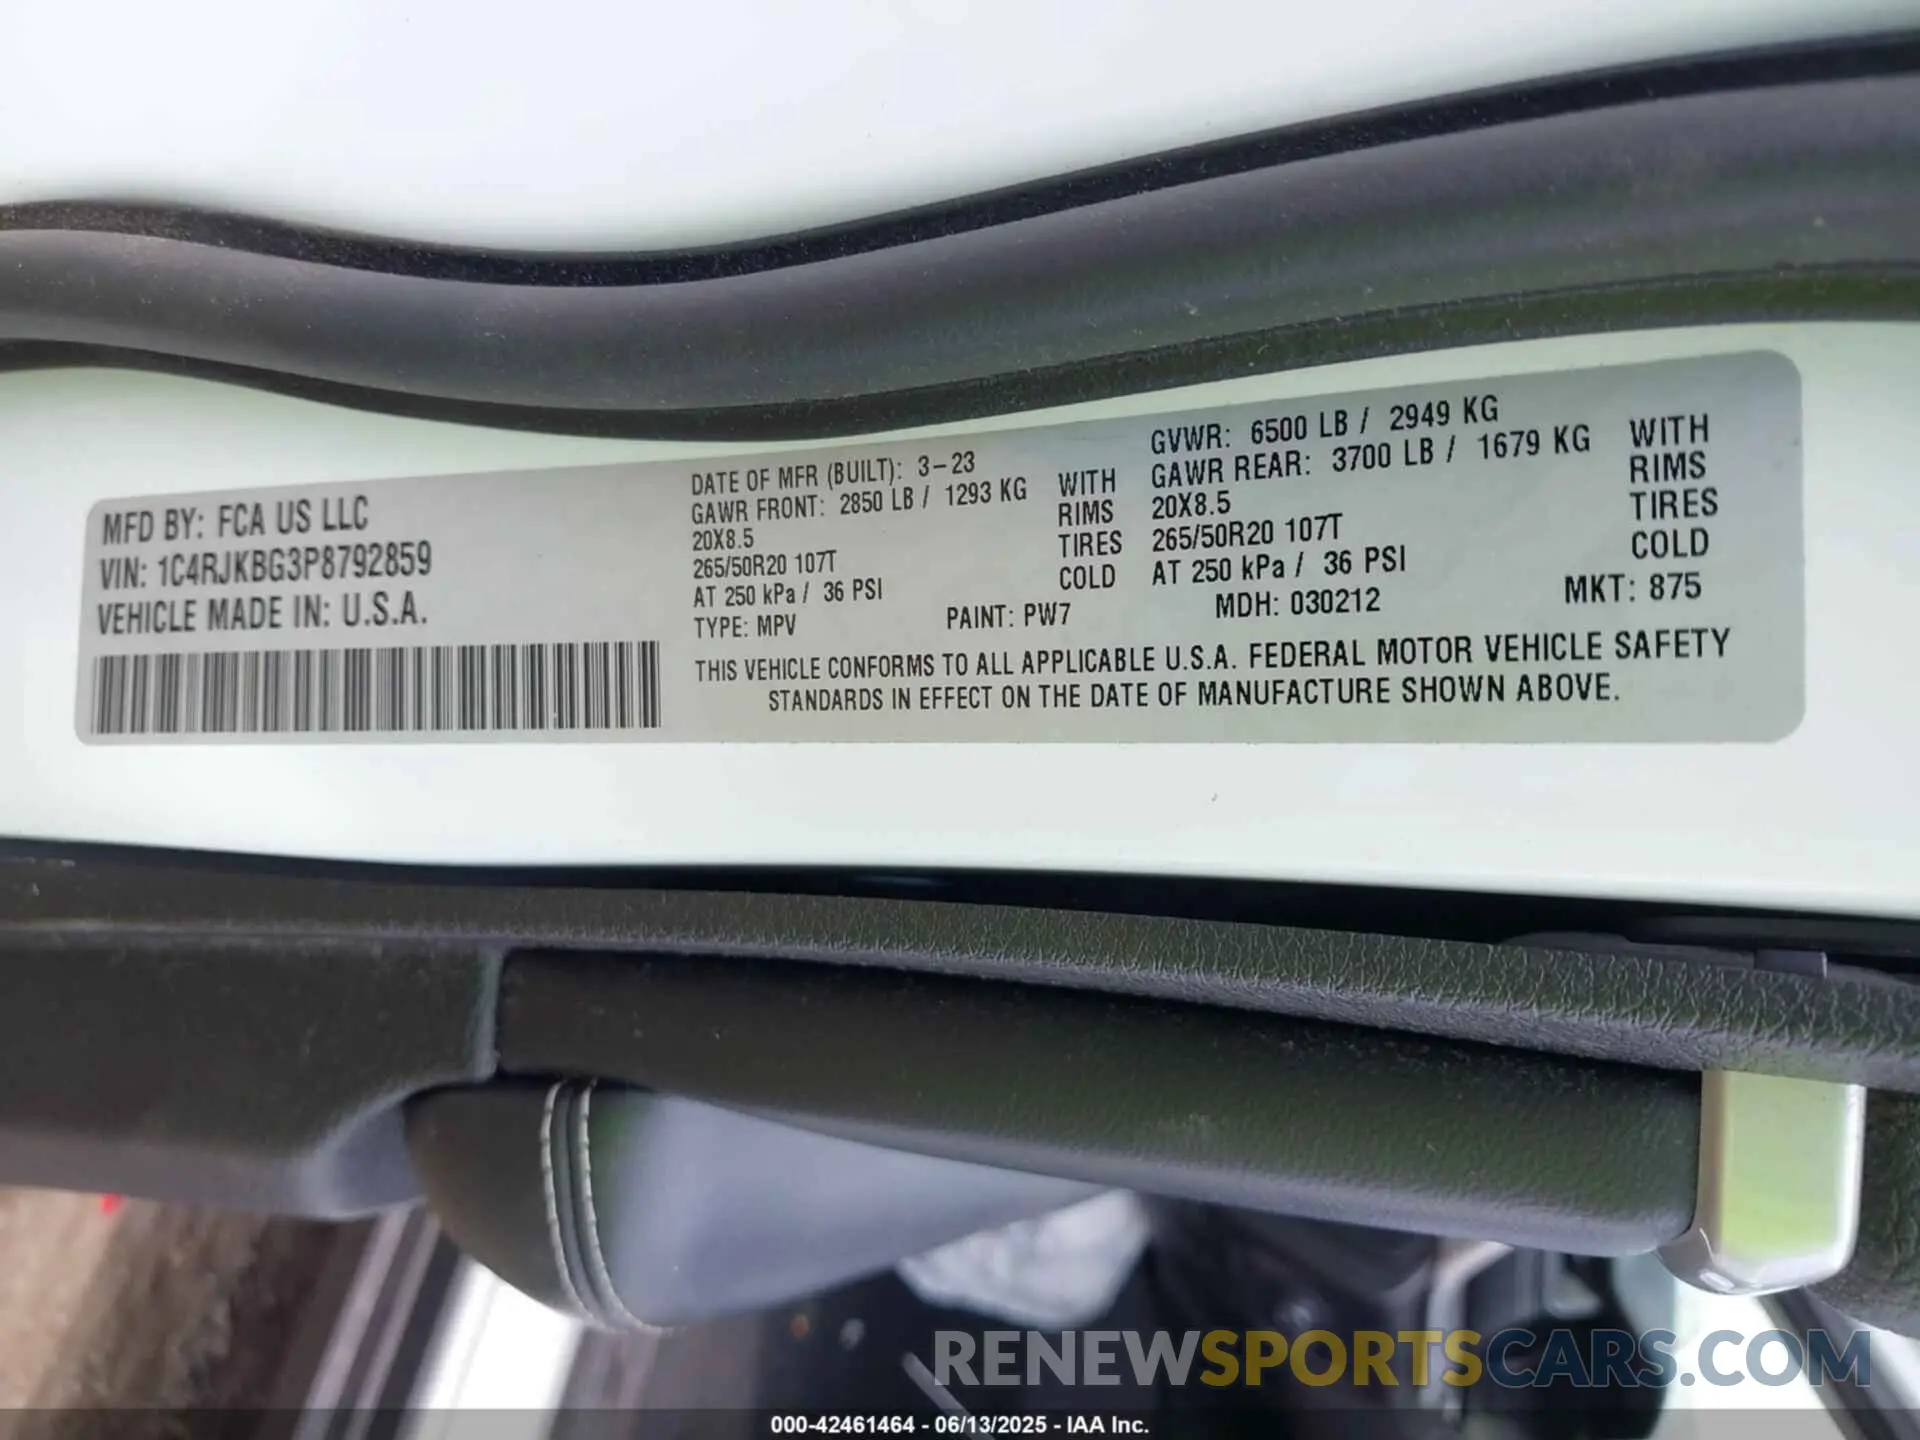 MFD BY: FCA US LLC
VIN: 1C4RJKBG3P8792859
VEHICLE MADE IN: U.S.A.
DATE OF MFR (BUILT): 3-23
GAWR FRONT: 2850 LB / 1293 KG WITH
20X8.5 RIMS
265/50R20 107T TIRES
AT 250 kPa / 36 PSI COLD
GVWR: 6500 LB / 2949 KG
GAWR REAR: 3700 LB / 1679 KG WITH
20X8.5 RIMS
265/50R20 107T TIRES
AT 250 kPa / 36 PSI COLD
TYPE: MPV PAINT: PW7 MDH: 030212 MKT: 875
THIS VEHICLE CONFORMS TO ALL APPLICABLE U.S.A. FEDERAL MOTOR VEHICLE SAFETY
STANDARDS IN EFFECT ON THE DATE OF MANUFACTURE SHOWN ABOVE.
RENEWSPORTSCARS.COM
000-42461464 - 06/13/2025 - IAA Inc.